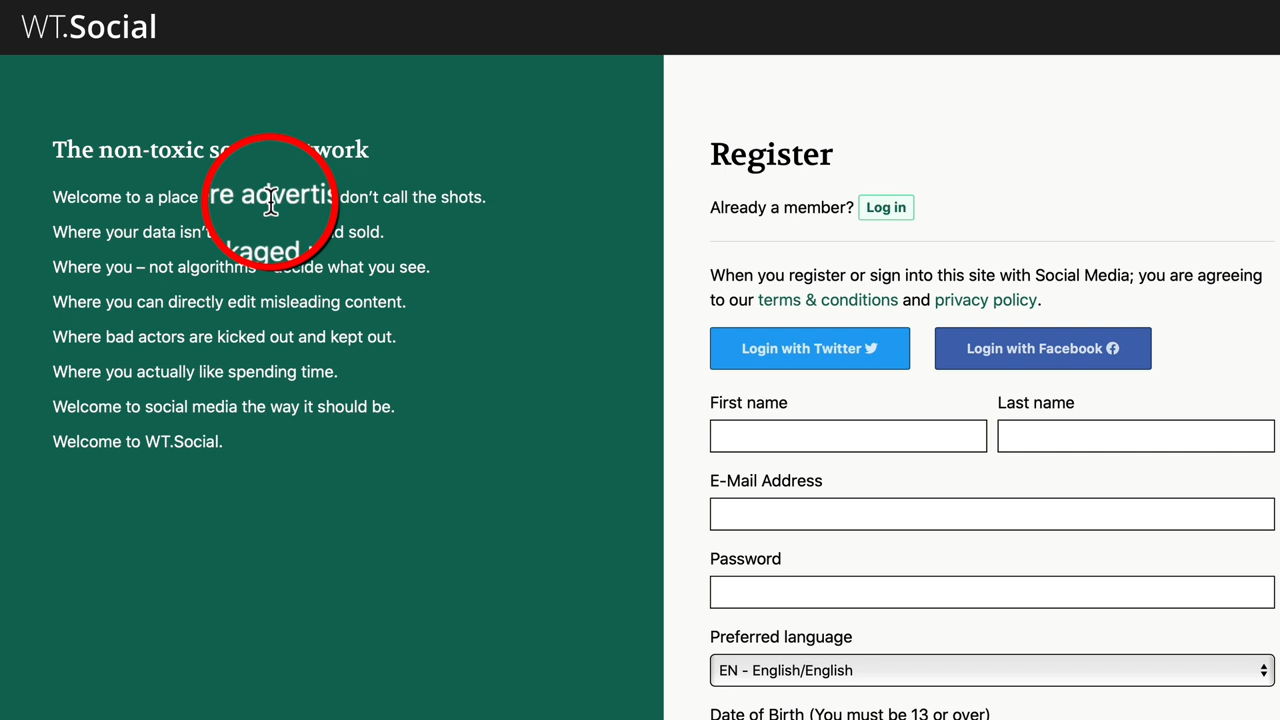 WT.Social
The non-toxic so work
Welcome to a place re advertis don't call the shots.
Where your data isn't kaged d sold.
Where you – not algorithms – decide what you see.
Where you can directly edit misleading content.
Where bad actors are kicked out and kept out.
Where you actually like spending time.
Welcome to social media the way it should be.
Welcome to WT.Social.
Register
Already a member? Log in
When you register or sign into this site with Social Media; you are agreeing
to our terms & conditions and privacy policy.
Login with Twitter
Login with Facebook
First name
Last name
E-Mail Address
Password
Preferred language
EN - English/English
Date of Birth (You must be 13 or over)